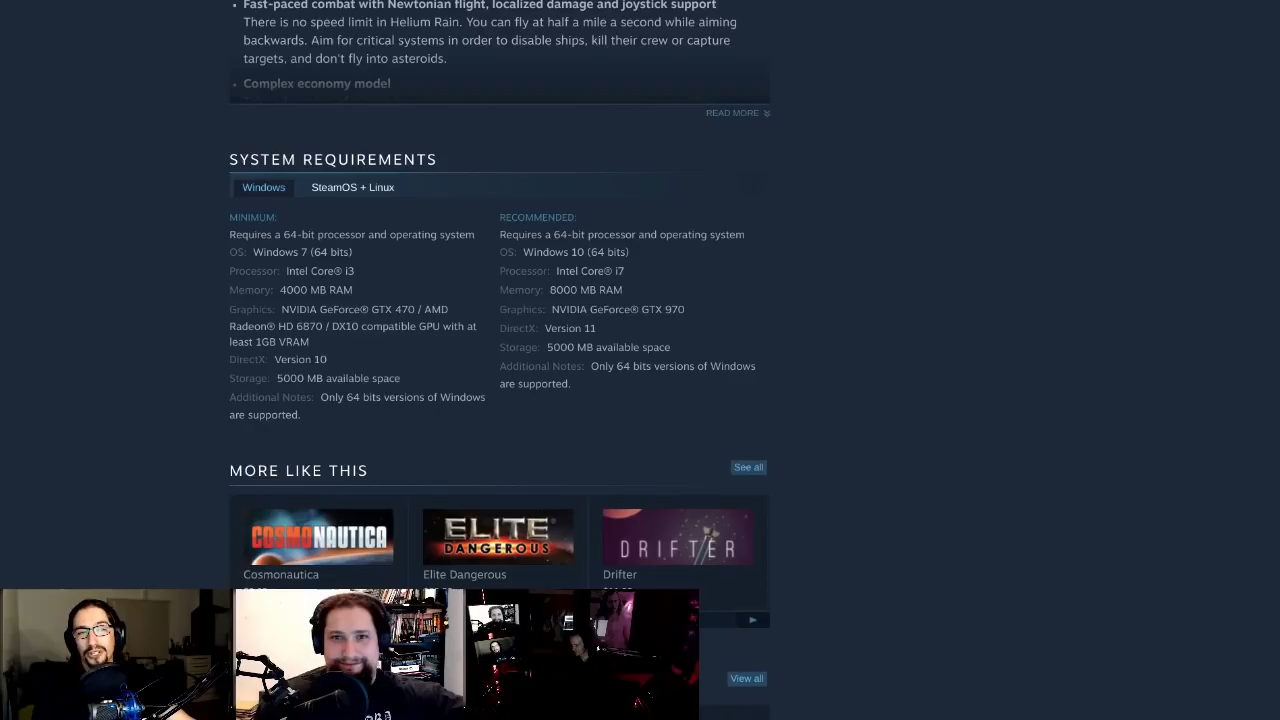 Fast-paced combat with Newtonian flight, localized damage and joystick support
There is no speed limit in Helium Rain. You can fly at half a mile a second while aiming
backwards. Aim for critical systems in order to disable ships, kill their crew or capture
targets, and don't fly into asteroids.
Complex economy model
READ MORE
SYSTEM REQUIREMENTS
Windows SteamOS + Linux
MINIMUM:
Requires a 64-bit processor and operating system
OS: Windows 7 (64 bits)
Processor: Intel Core® i3
Memory: 4000 MB RAM
Graphics: NVIDIA GeForce® GTX 470 / AMD
Radeon® HD 6870 / DX10 compatible GPU with at
least 1GB VRAM
DirectX: Version 10
Storage: 5000 MB available space
Additional Notes: Only 64 bits versions of Windows
are supported.
RECOMMENDED:
Requires a 64-bit processor and operating system
OS: Windows 10 (64 bits)
Processor: Intel Core® i7
Memory: 8000 MB RAM
Graphics: NVIDIA GeForce® GTX 970
DirectX: Version 11
Storage: 5000 MB available space
Additional Notes: Only 64 bits versions of Windows
are supported.
MORE LIKE THIS
See all
COSMONAUTICA
ELITE
DANGEROUS
DRIFTER
Cosmonautica
Elite Dangerous
Drifter
View all